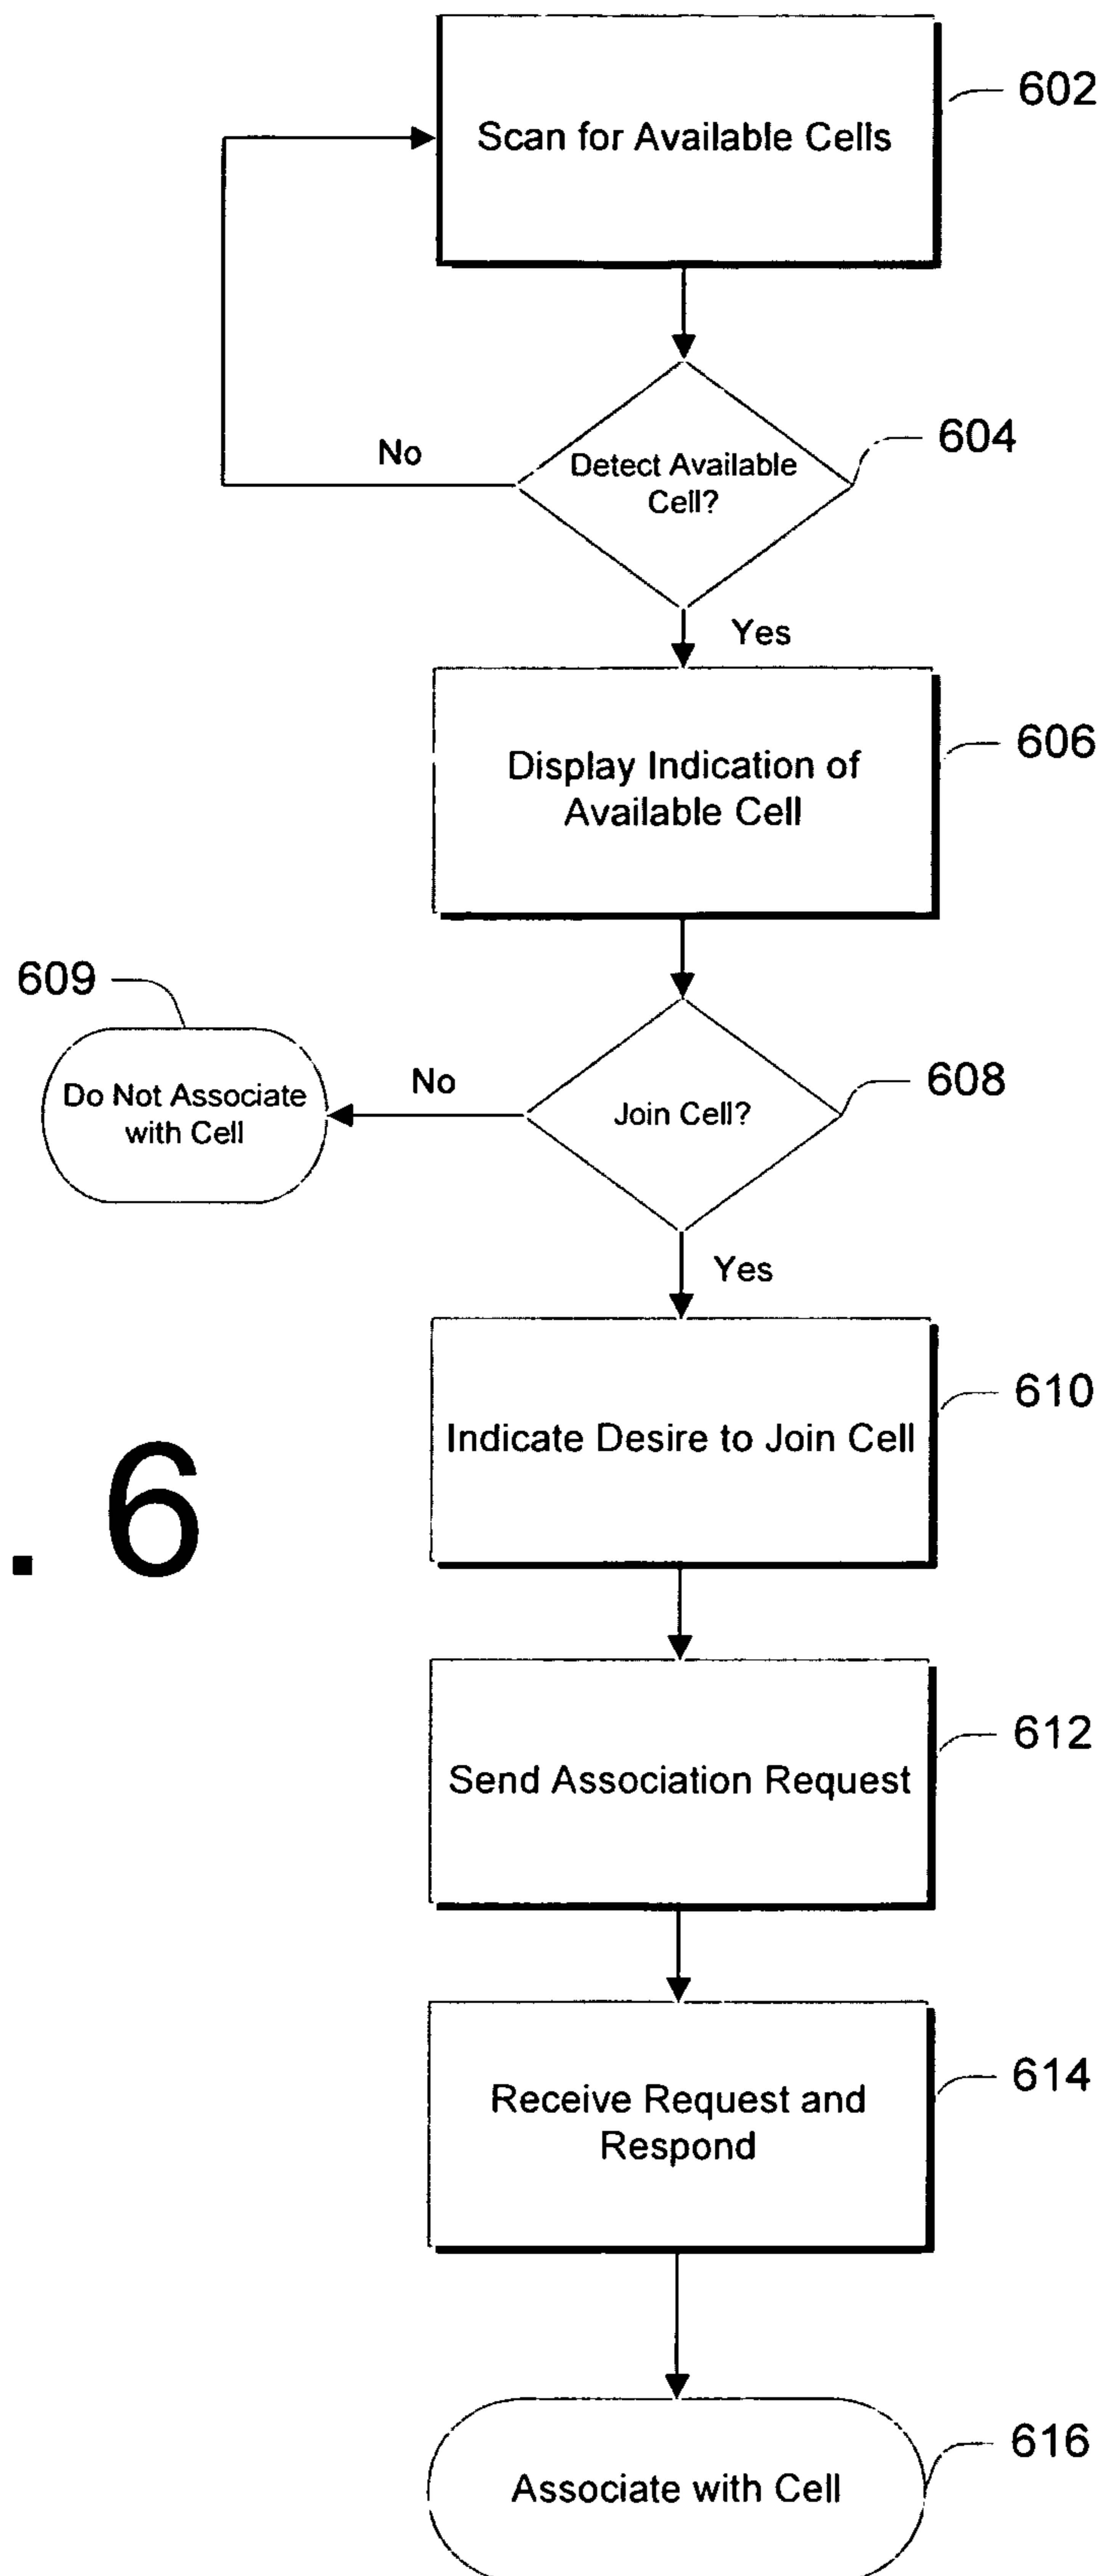 602
Scan for Available Cells
604
No
Detect Available
Cell?
Yes
606
Display Indication of
Available Cell
609
608
Do Not Associate
with Cell
No
Join Cell?
Yes
610
Indicate Desire to Join Cell
. 6
612
Send Association Request
614
Receive Request and
Respond
616
Associate with Cell